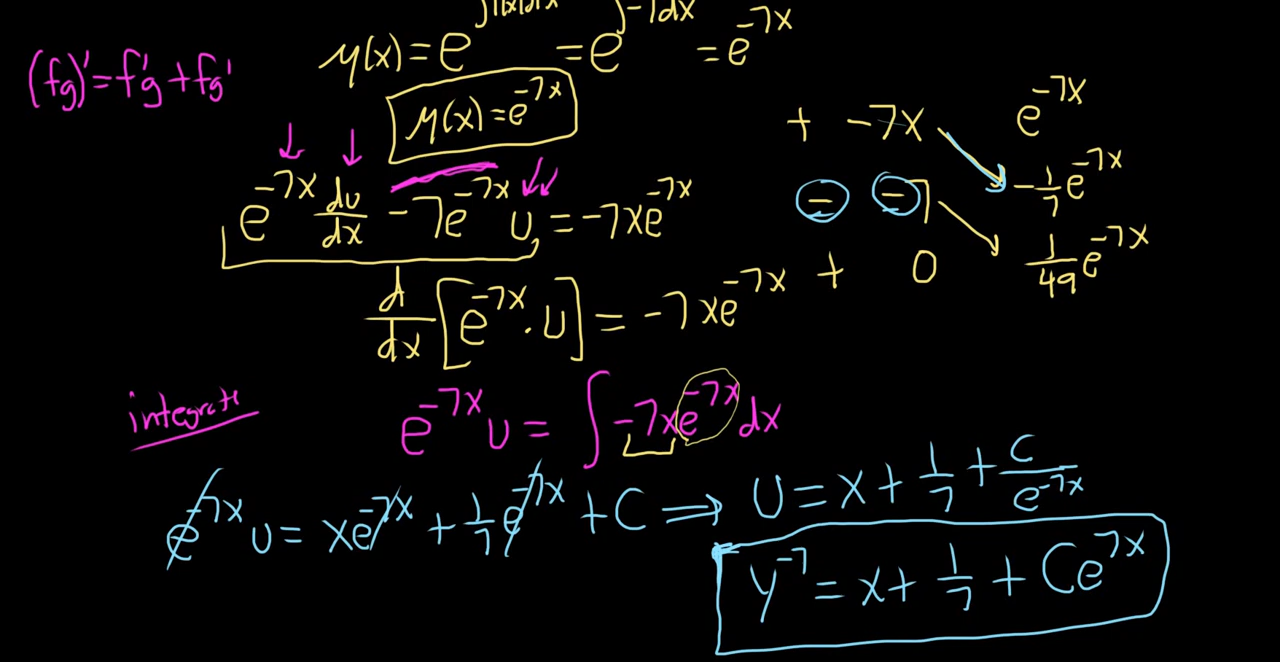 μ(x) = e^{∫P(x)dx} = e^{∫-7dx} = e^{-7x}
(fg)' = f'g + fg'
μ(x) = e^{-7x}
+ -7x e^{-7x}
- -7 -1/7 e^{-7x}
+ 0 1/49 e^{-7x}
e^{-7x} du/dx - 7e^{-7x} u = -7xe^{-7x}
d/dx [e^{-7x} · u] = -7xe^{-7x}
integrate
e^{-7x} u = ∫ -7xe^{-7x} dx
e^{-7x} u = xe^{-7x} + 1/7 e^{-7x} + C ⇒ u = x + 1/7 + C/e^{-7x}
y^{-7} = x + 1/7 + Ce^{7x}